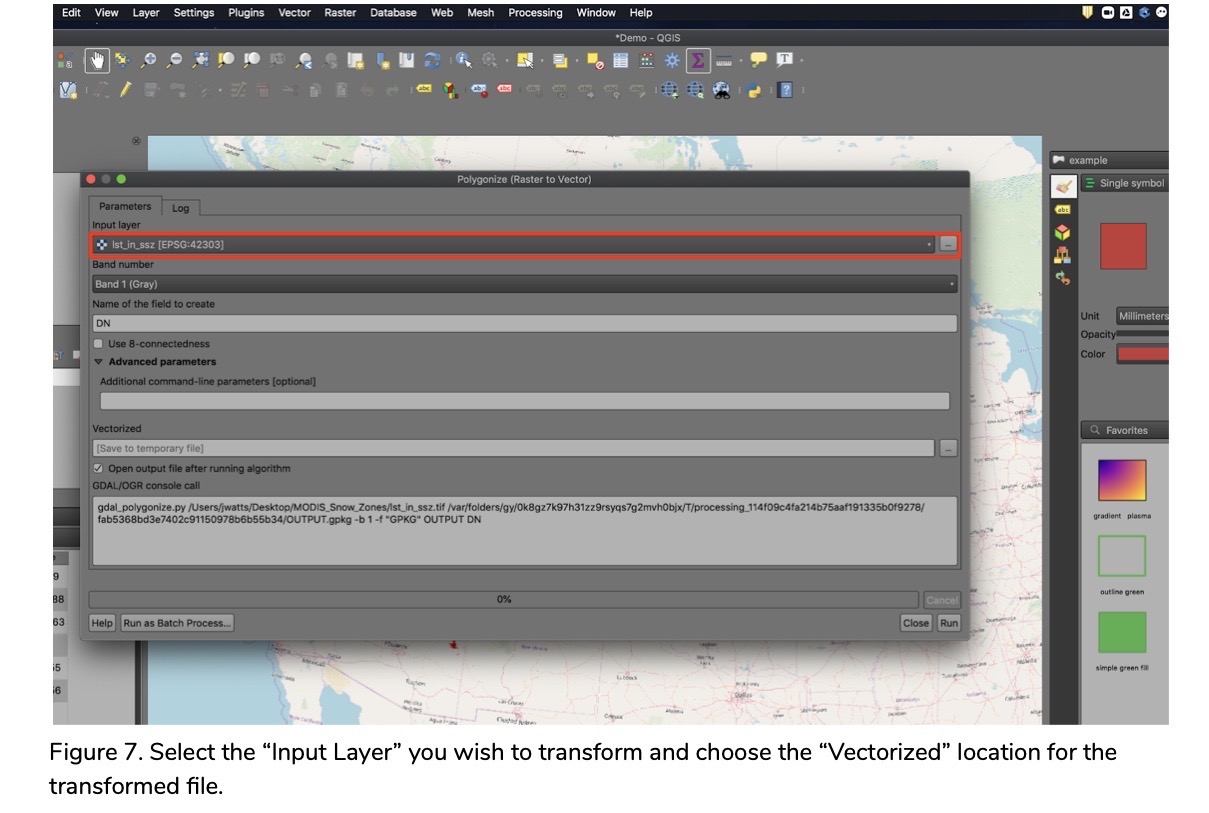 Edit View Layer Settings Plugins Vector Raster Database Web Mesh Processing Window Help
*Demo - QGIS
example
Polygonize (Raster to Vector)
Single symbol
Parameters Log
Input layer
lst_in_ssz [EPSG:42303]
Band number
Band 1 (Gray)
Name of the field to create
DN
Use 8-connectedness
Advanced parameters
Additional command-line parameters [optional]
Vectorized
[Save to temporary file]
Open output file after running algorithm
GDAL/OGR console call
gdal_polygonize.py /Users/jwatts/Desktop/MODIS_Snow_Zones/lst_in_ssz.tif /var/folders/gy/0k8gz7k97h31zz9rsyqs7g2mvh0bjx/T/processing_114f09c4fa214b75aaf191335b0f9278/
fab5368bd3e7402c91150978b6b55b34/OUTPUT.gpkg -b 1 -f "GPKG" OUTPUT DN
0%
Cancel
Help Run as Batch Process... Close Run
Unit Millimeters
Opacity
Color
Favorites
gradient plasma
outline green
simple green fill
9
88
63
5
6
Tucson
Lubbock
Dallas
Figure 7. Select the “Input Layer” you wish to transform and choose the “Vectorized” location for the
transformed file.